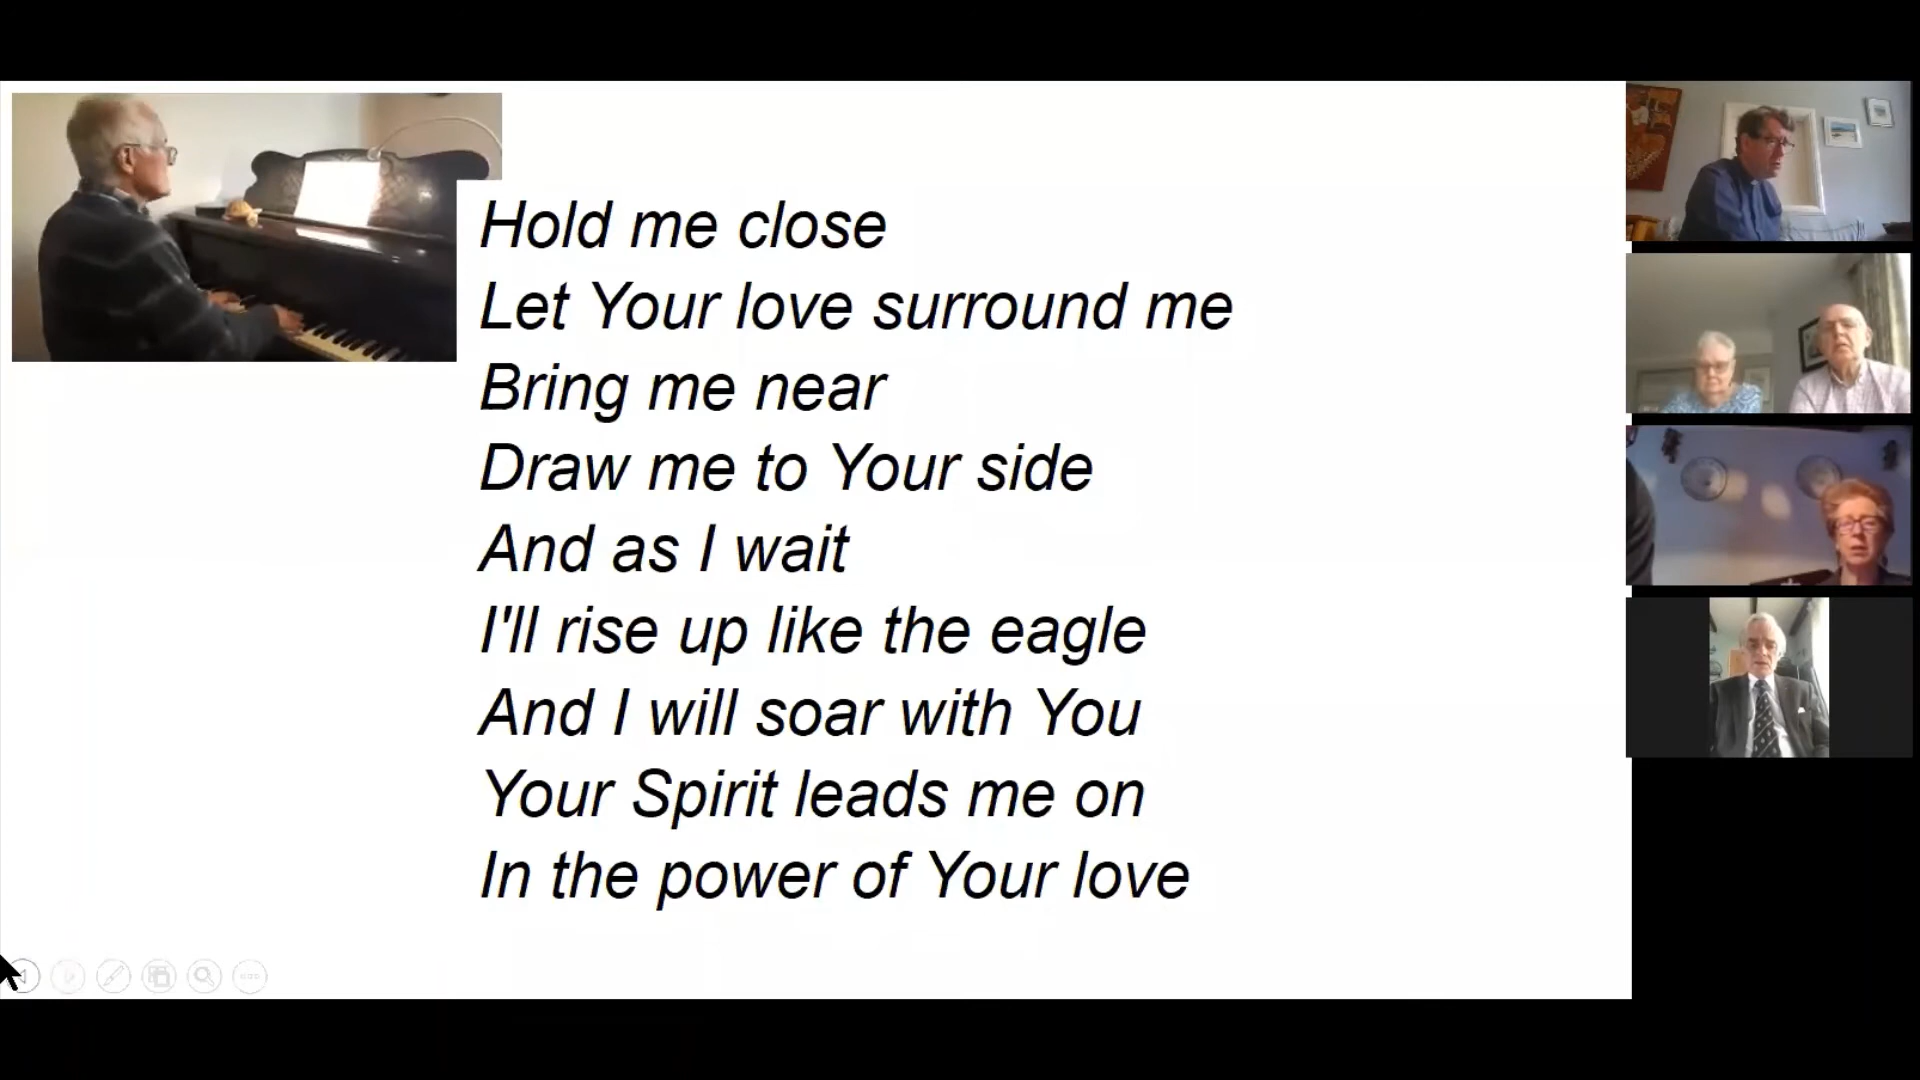 Hold me close
Let Your love surround me
Bring me near
Draw me to Your side
And as I wait
I'll rise up like the eagle
And I will soar with You
Your Spirit leads me on
In the power of Your love